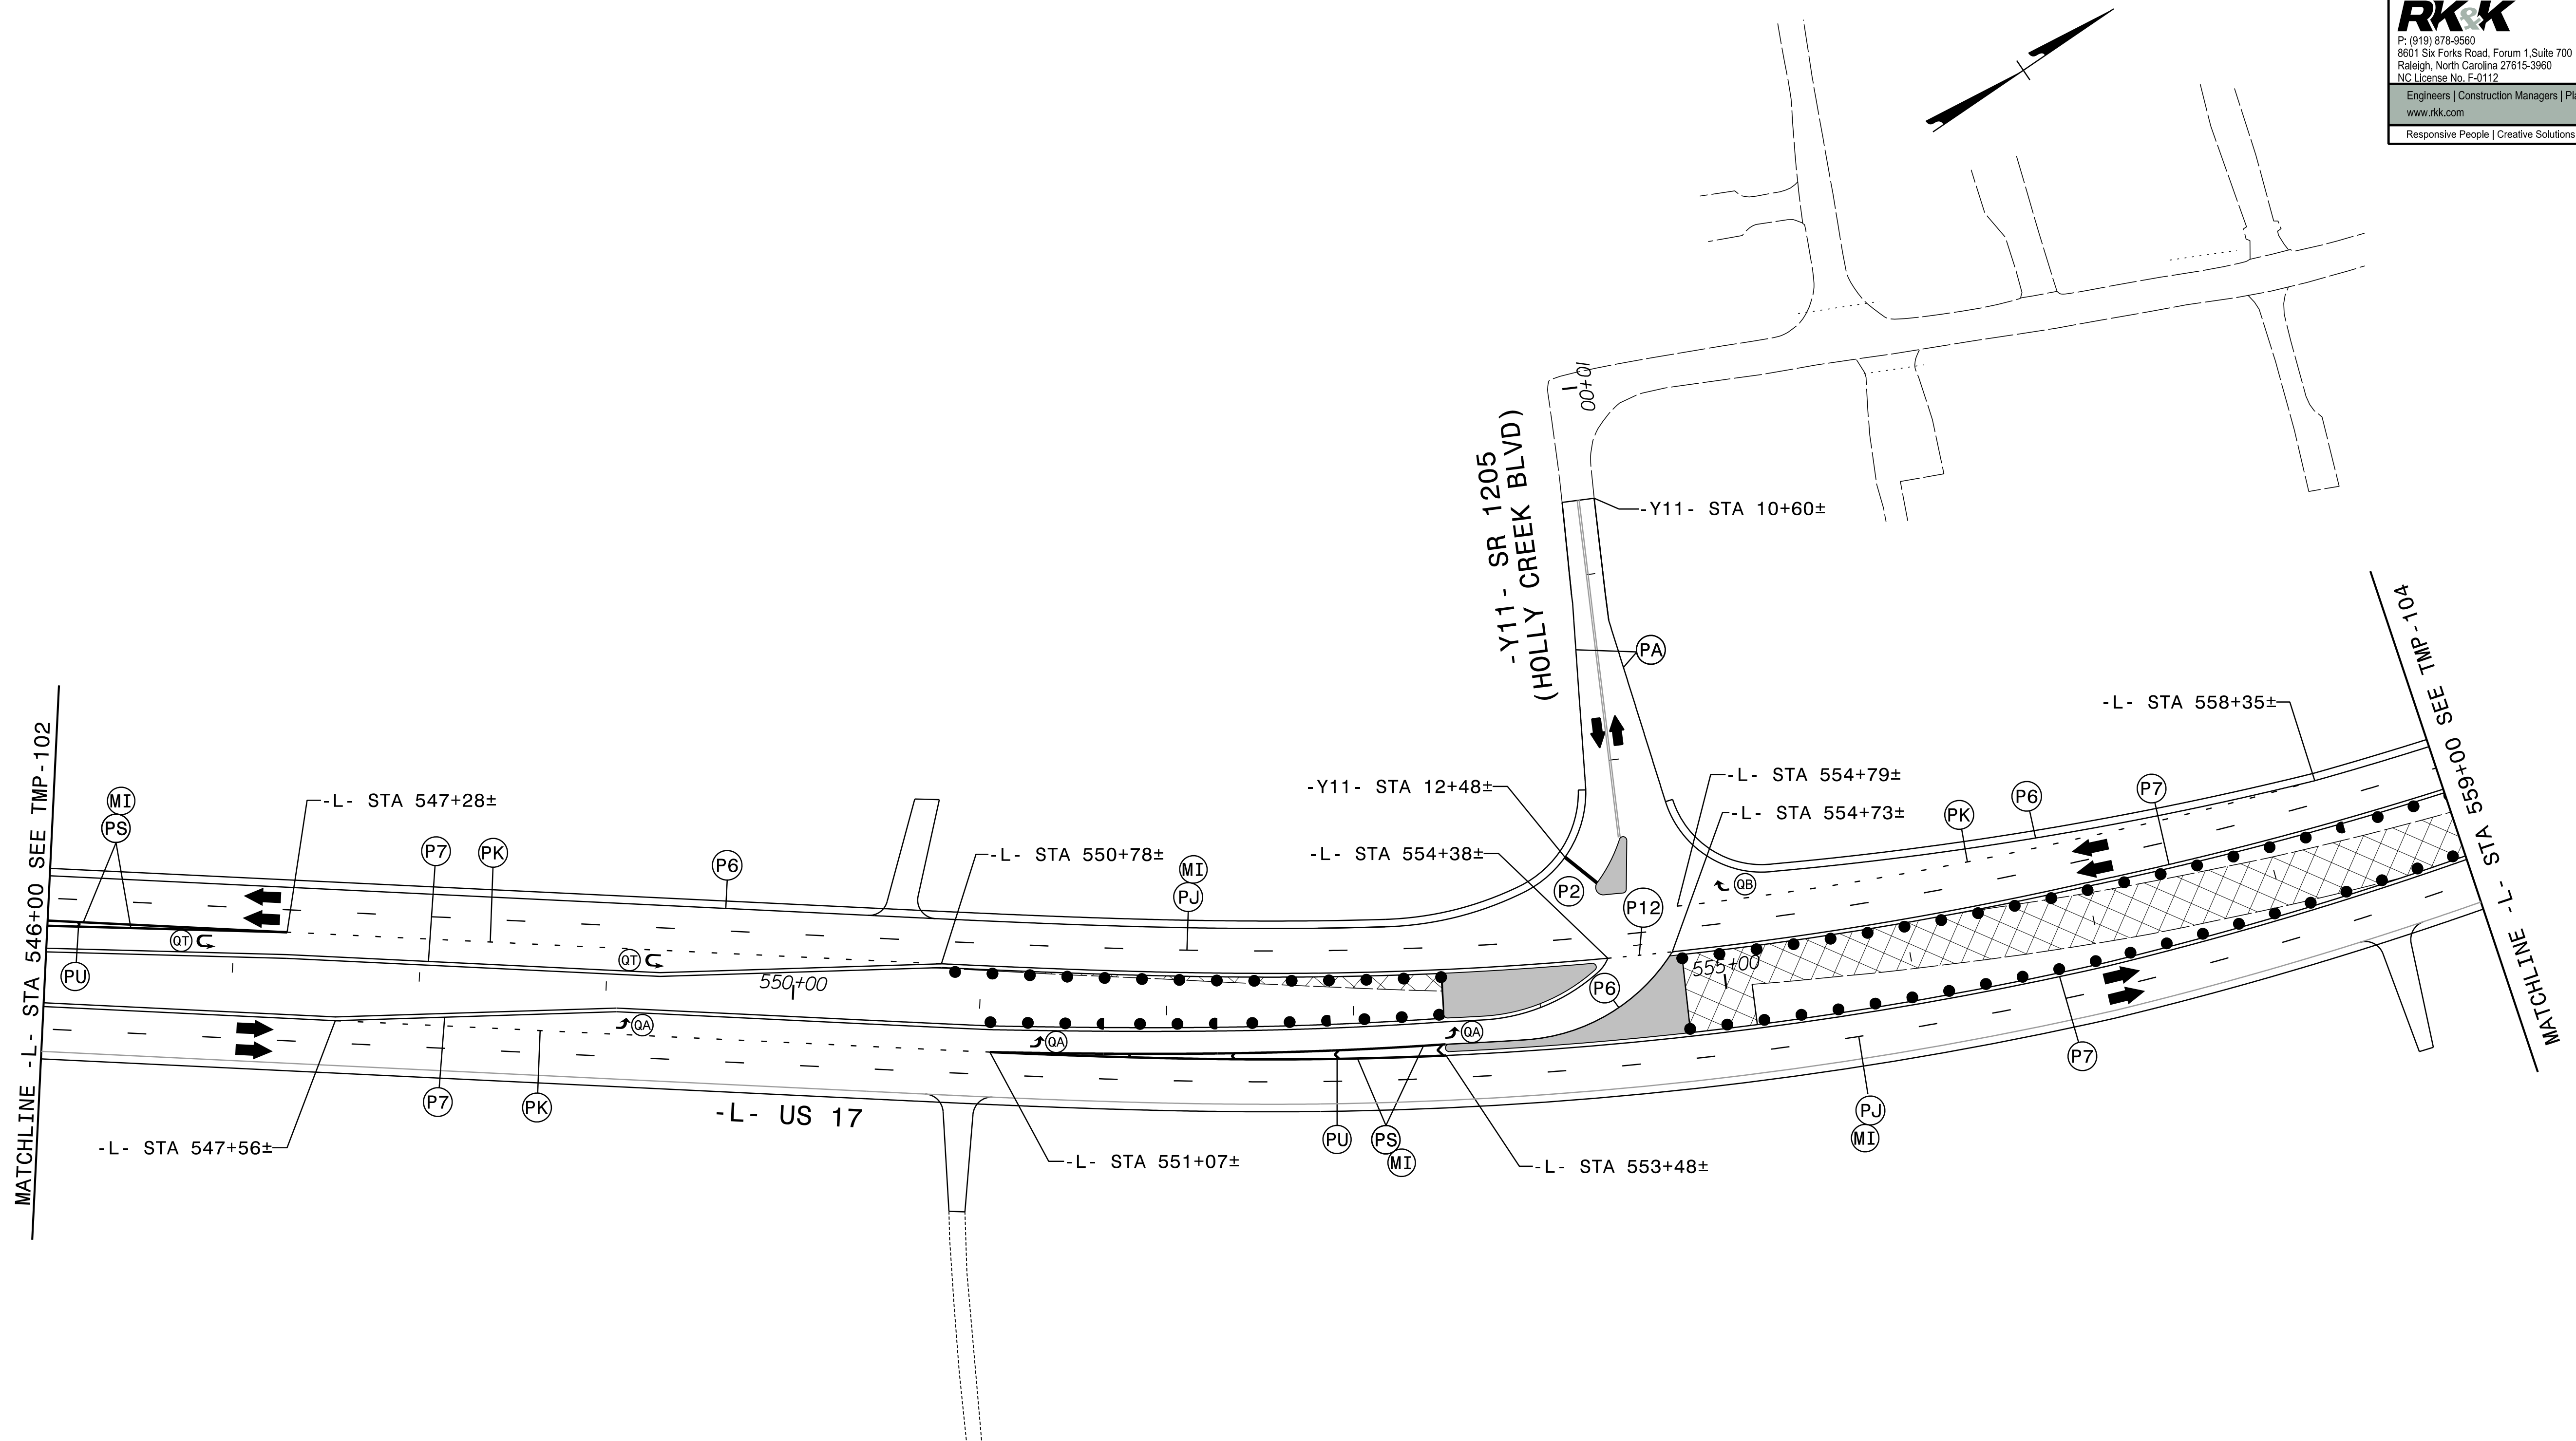 RK&K
P: (919) 878-9560
8601 Six Forks Road, Forum 1,Suite 700
Raleigh, North Carolina 27615-3960
NC License No. F-0112
Engineers | Construction Managers |
www.rkk.com
Responsive People | Creative Solutions
10+00
-Y11- SR 1205
(HOLLY CREEK BLVD)
-Y11- STA 10+60±
PA
MATCHLINE -L- STA 546+00 SEE TMP-102
MATCHLINE -L- STA 559+00 SEE TMP-104
-L- STA 558+35±
MI
PS
-L- STA 547+28±
P7
PK
P6
-L- STA 550+78±
MI
PJ
-Y11- STA 12+48±
-L- STA 554+38±
-L- STA 554+79±
-L- STA 554+73±
PK
P6
P7
P2
P12
QB
QT
PU
QT
550+00
555+00
P6
QA
QA
QA
P7
PK
-L- US 17
-L- STA 547+56±
-L- STA 551+07±
PU
PS
MI
-L- STA 553+48±
PJ
MI
P7